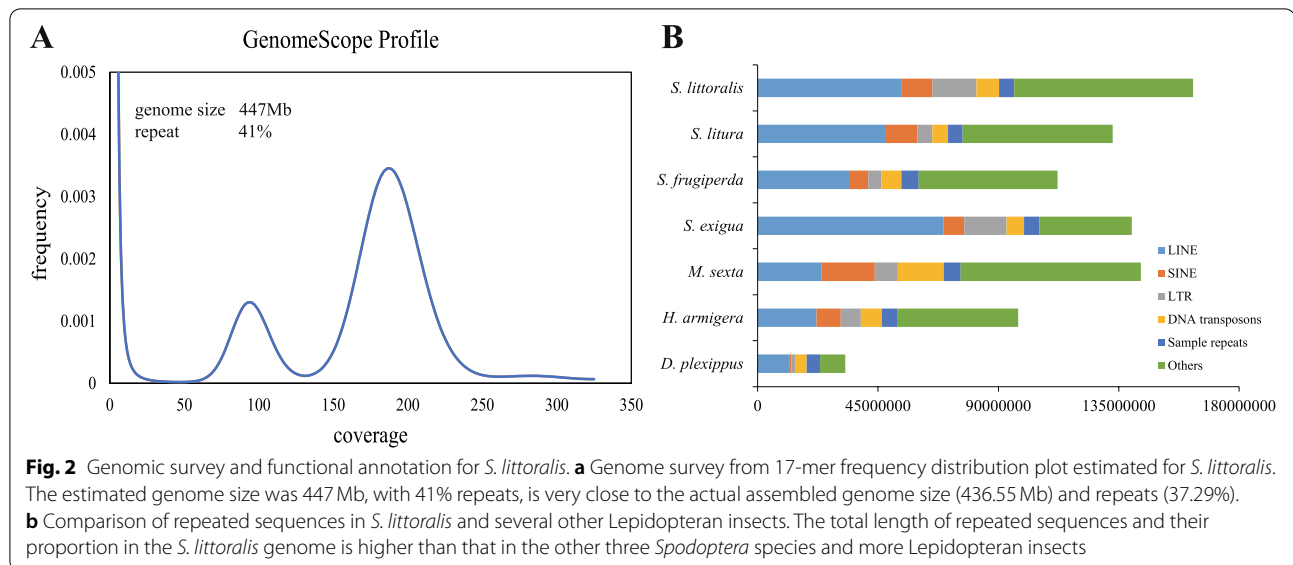 A
GenomeScope Profile
0.005
0.004
0.003
0.002
0.001
0
frequency
genome size 447Mb
repeat 41%
0 50 100 150 200 250 300 350
coverage
B
S. littoralis
S. litura
S. frugiperda
S. exigua
M. sexta
H. armigera
D. plexippus
LINE
SINE
LTR
DNA transposons
Sample repeats
Others
0 45000000 90000000 135000000 180000000
Fig. 2 Genomic survey and functional annotation for S. littoralis. a Genome survey from 17-mer frequency distribution plot estimated for S. littoralis.
The estimated genome size was 447 Mb, with 41% repeats, is very close to the actual assembled genome size (436.55 Mb) and repeats (37.29%).
b Comparison of repeated sequences in S. littoralis and several other Lepidopteran insects. The total length of repeated sequences and their
proportion in the S. littoralis genome is higher than that in the other three Spodoptera species and more Lepidopteran insects